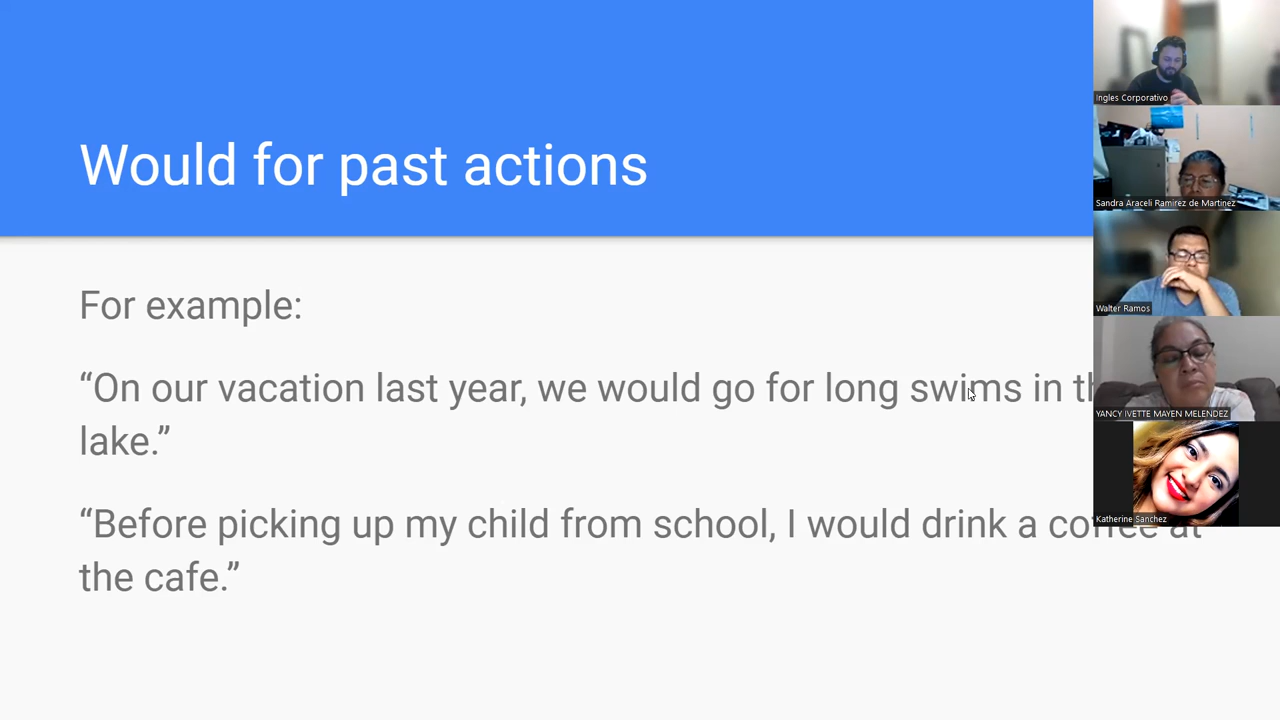 Would for past actions
For example:
“On our vacation last year, we would go for long swims in
lake.”
“Before picking up my child from school, I would drink a coffee at
the cafe.”
Ingles Corporativo
Sandra Araceli Ramirez de Martinez
Walter Ramos
YANCY IVETTE MAYEN MELENDEZ
Katherine Sanchez